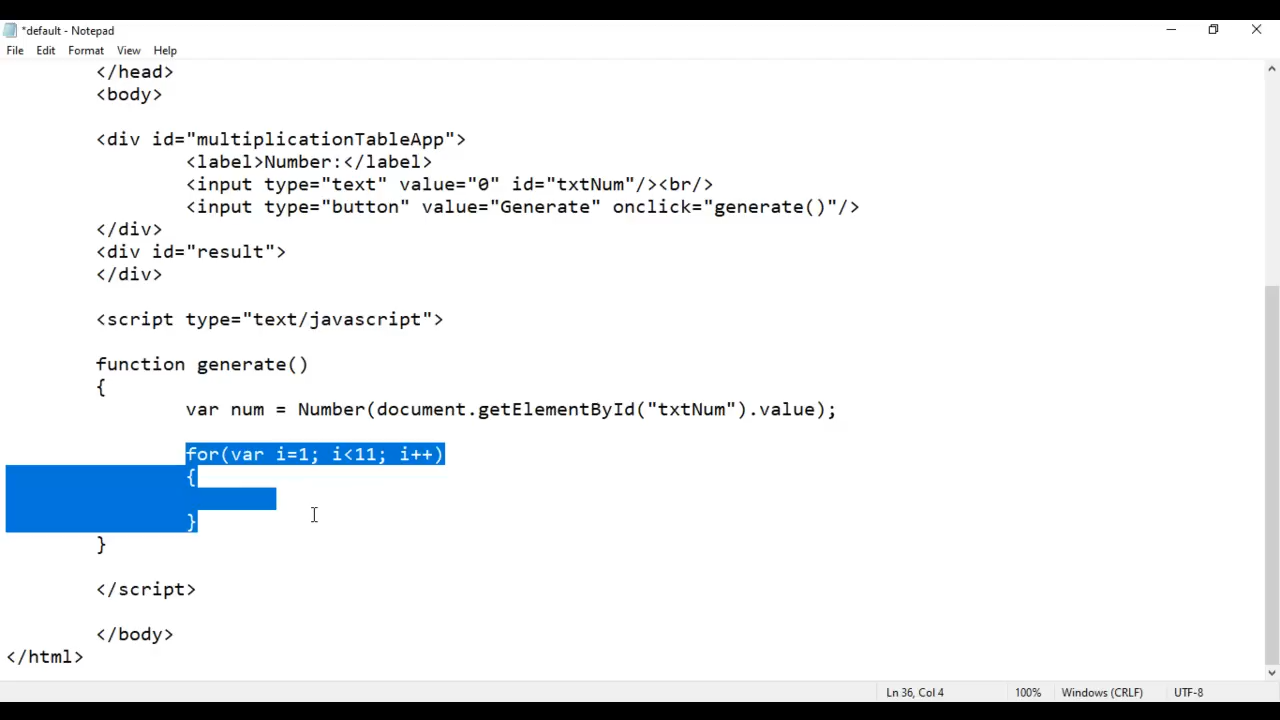 *default - Notepad
File Edit Format View Help
</head>
<body>
<div id="multiplicationTableApp">
<label>Number:</label>
<input type="text" value="0" id="txtNum"/><br/>
<input type="button" value="Generate" onclick="generate()"/>
</div>
<div id="result">
</div>
<script type="text/javascript">
function generate()
{
var num = Number(document.getElementById("txtNum").value);
for(var i=1; i<11; i++)
{
}
}
</script>
</body>
</html>
Ln 36, Col 4 100% Windows (CRLF) UTF-8